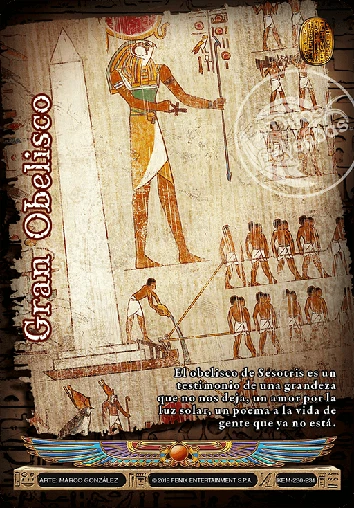 Gran Obelisco
El obelisco de Sesotris es un
testimonio de una grandeza
que no nos deja, un amor por la
luz solar, un poema a la vida de
gente que ya no está.
ARTE: MARCO GONZÁLEZ
© 2015 FENIX ENTERTAINMENT S.P.A.